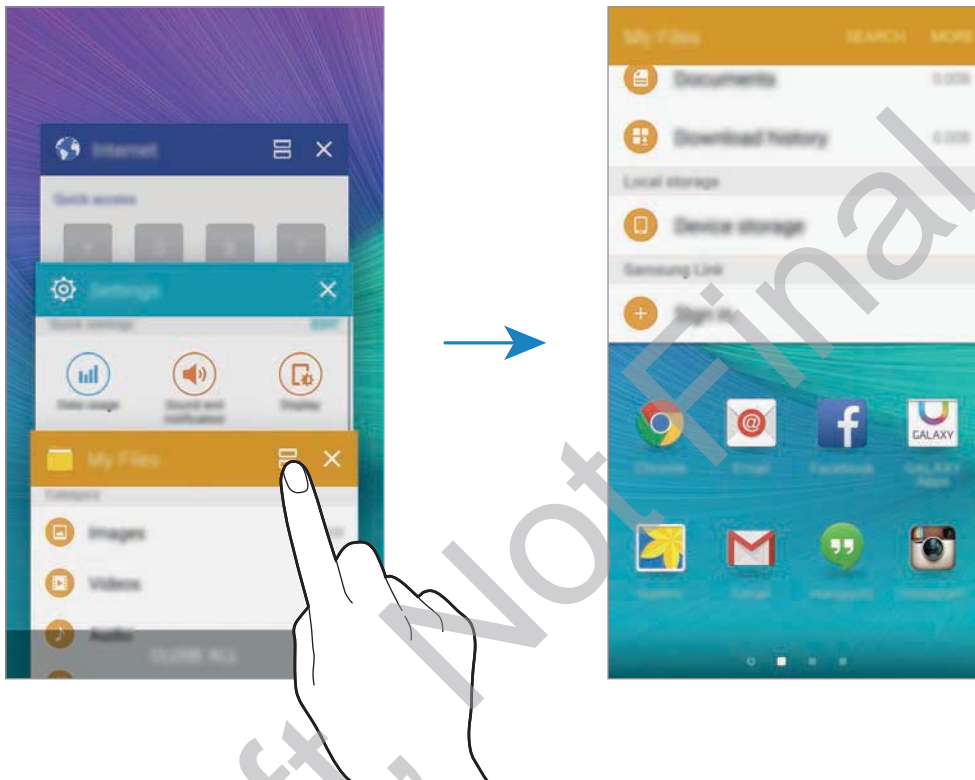 Internet
Quick access
Settings
Quick settings
EDIT
Data usage
Sound and notification
Display
My Files
Category
Images
Videos
Audio
CLOSE ALL
My Files SEARCH MORE
Documents
Download history
Local storage
Device storage
Samsung Link
Sign in
GALAXY
Chrome
Email
Facebook
GALAXY Apps
Gallery
Gmail
Hangouts
Instagram
Not Final